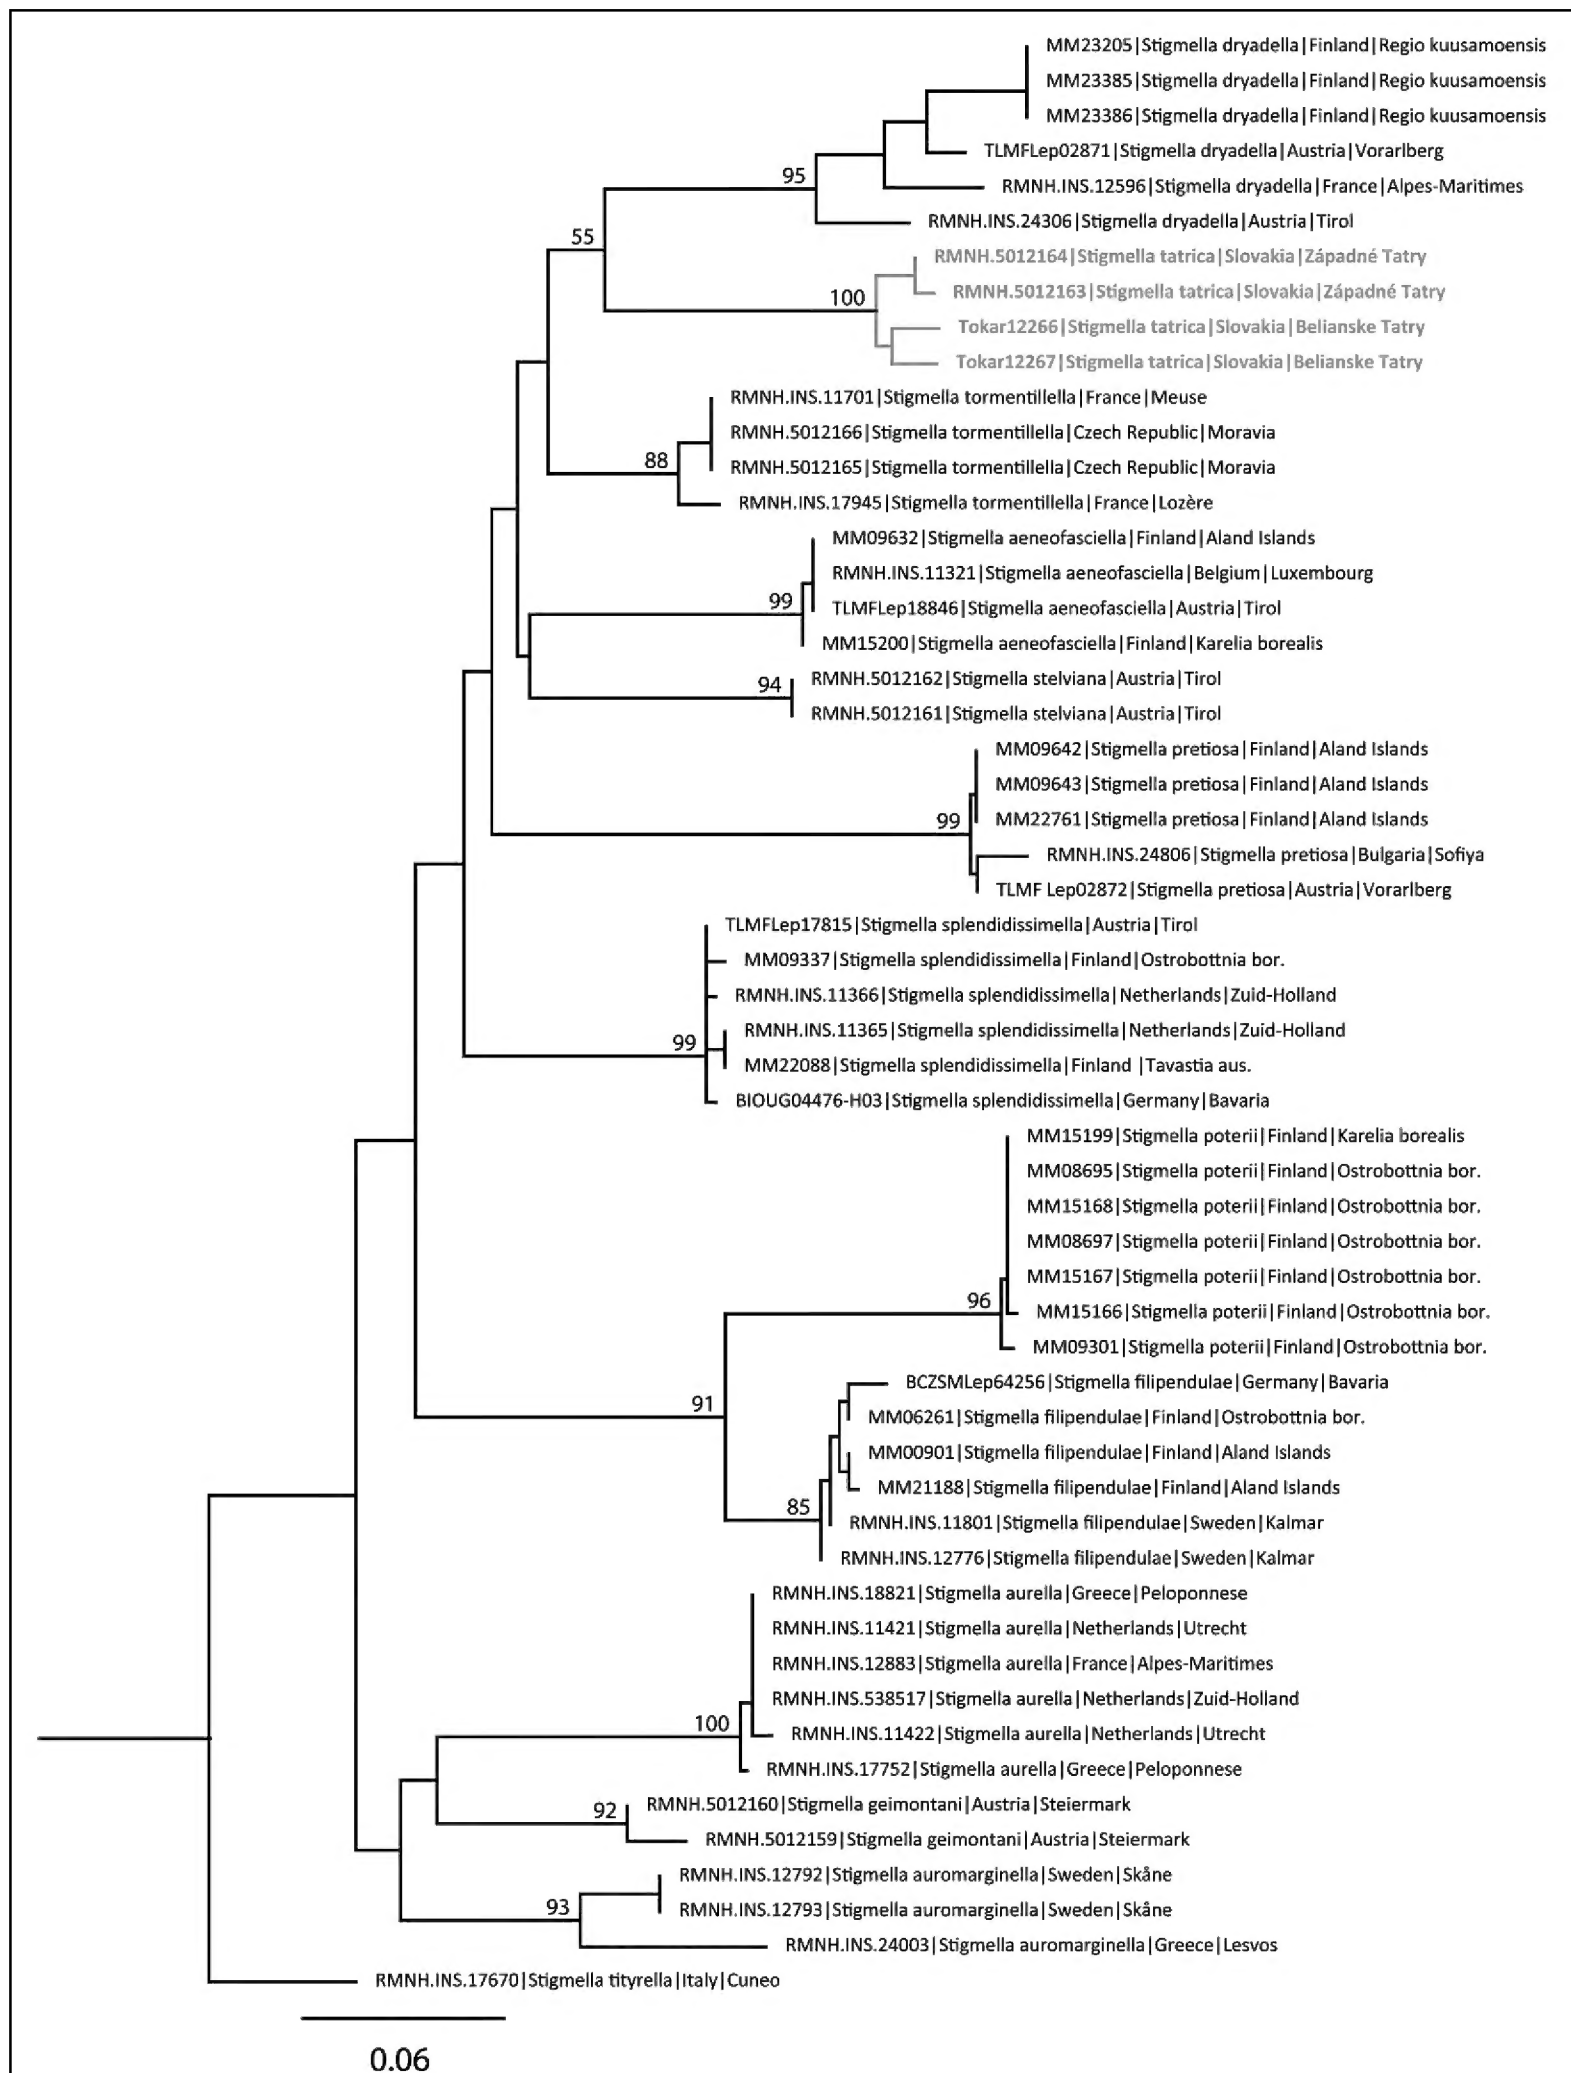 MM23205|Stigmella dryadella|Finland|Regio kuusamoensis
MM23385|Stigmella dryadella|Finland|Regio kuusamoensis
MM23386|Stigmella dryadella|Finland|Regio kuusamoensis
TLMFLep02871|Stigmella dryadella|Austria|Vorarlberg
95
RMNH.INS.12596|Stigmella dryadella|France|Alpes-Maritimes
RMNH.INS.24306|Stigmella dryadella|Austria|Tirol
55
RMNH.5012164|Stigmella tatrica|Slovakia|Západné Tatry
100
RMNH.5012163|Stigmella tatrica|Slovakia|Západné Tatry
Tokar12266|Stigmella tatrica|Slovakia|Belianske Tatry
Tokar12267|Stigmella tatrica|Slovakia|Belianske Tatry
RMNH.INS.11701|Stigmella tormentillella|France|Meuse
RMNH.5012166|Stigmella tormentillella|Czech Republic|Moravia
88
RMNH.5012165|Stigmella tormentillella|Czech Republic|Moravia
RMNH.INS.17945|Stigmella tormentillella|France|Lozère
MM09632|Stigmella aeneofasciella|Finland|Aland Islands
RMNH.INS.11321|Stigmella aeneofasciella|Belgium|Luxembourg
99
TLMFLep18846|Stigmella aeneofasciella|Austria|Tirol
MM15200|Stigmella aeneofasciella|Finland|Karelia borealis
94
RMNH.5012162|Stigmella stelviana|Austria|Tirol
RMNH.5012161|Stigmella stelviana|Austria|Tirol
MM09642|Stigmella pretiosa|Finland|Aland Islands
MM09643|Stigmella pretiosa|Finland|Aland Islands
99
MM22761|Stigmella pretiosa|Finland|Aland Islands
RMNH.INS.24806|Stigmella pretiosa|Bulgaria|Sofiya
TLMF Lep02872|Stigmella pretiosa|Austria|Vorarlberg
TLMFLep17815|Stigmella splendidissimella|Austria|Tirol
MM09337|Stigmella splendidissimella|Finland|Ostrobottnia bor.
RMNH.INS.11366|Stigmella splendidissimella|Netherlands|Zuid-Holland
99
RMNH.INS.11365|Stigmella splendidissimella|Netherlands|Zuid-Holland
MM22088|Stigmella splendidissimella|Finland |Tavastia aus.
BIOUG04476-H03|Stigmella splendidissimella|Germany|Bavaria
MM15199|Stigmella poterii|Finland|Karelia borealis
MM08695|Stigmella poterii|Finland|Ostrobottnia bor.
MM15168|Stigmella poterii|Finland|Ostrobottnia bor.
MM08697|Stigmella poterii|Finland|Ostrobottnia bor.
MM15167|Stigmella poterii|Finland|Ostrobottnia bor.
96
MM15166|Stigmella poterii|Finland|Ostrobottnia bor.
MM09301|Stigmella poterii|Finland|Ostrobottnia bor.
BCZSMLep64256|Stigmella filipendulae|Germany|Bavaria
91
MM06261|Stigmella filipendulae|Finland|Ostrobottnia bor.
MM00901|Stigmella filipendulae|Finland|Aland Islands
MM21188|Stigmella filipendulae|Finland|Aland Islands
85
RMNH.INS.11801|Stigmella filipendulae|Sweden|Kalmar
RMNH.INS.12776|Stigmella filipendulae|Sweden|Kalmar
RMNH.INS.18821|Stigmella aurella|Greece|Peloponnese
RMNH.INS.11421|Stigmella aurella|Netherlands|Utrecht
RMNH.INS.12883|Stigmella aurella|France|Alpes-Maritimes
RMNH.INS.538517|Stigmella aurella|Netherlands|Zuid-Holland
100
RMNH.INS.11422|Stigmella aurella|Netherlands|Utrecht
RMNH.INS.17752|Stigmella aurella|Greece|Peloponnese
92
RMNH.5012160|Stigmella geimontani|Austria|Steiermark
RMNH.5012159|Stigmella geimontani|Austria|Steiermark
RMNH.INS.12792|Stigmella auromarginella|Sweden|Skåne
93
RMNH.INS.12793|Stigmella auromarginella|Sweden|Skåne
RMNH.INS.24003|Stigmella auromarginella|Greece|Lesvos
RMNH.INS.17670|Stigmella tityrella|Italy|Cuneo
0.06